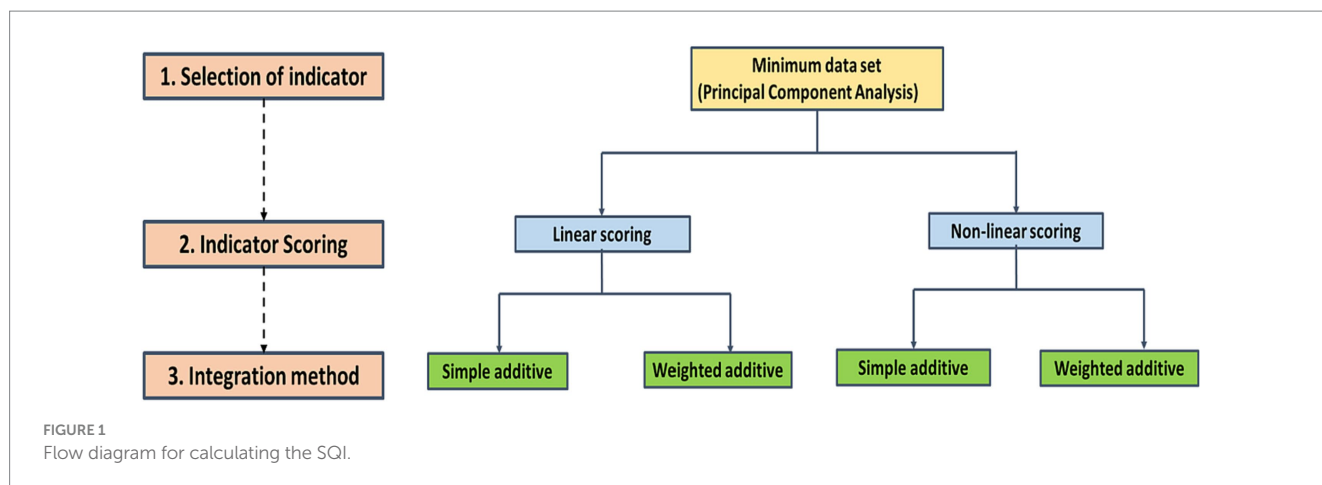 1. Selection of indicator
2. Indicator Scoring
3. Integration method
Minimum data set
(Principal Component Analysis)
Linear scoring
Non-linear scoring
Simple additive
Weighted additive
Simple additive
Weighted additive
FIGURE 1
Flow diagram for calculating the SQI.